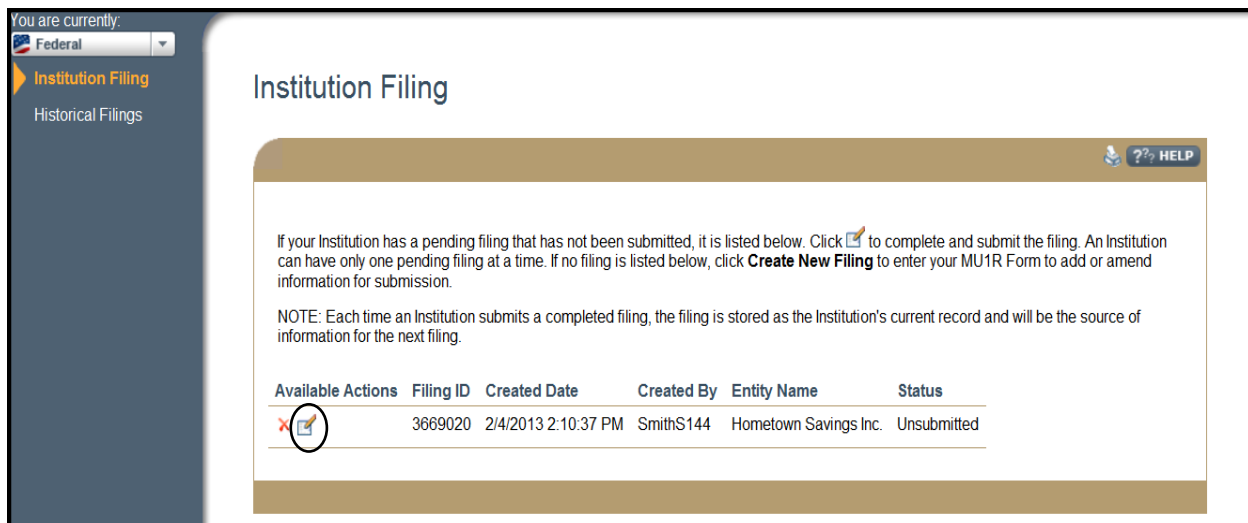 You are currently:
Federal
Institution Filing
Historical Filings
Institution Filing
??? HELP
If your Institution has a pending filing that has not been submitted, it is listed below. Click to complete and submit the filing. An Institution
can have only one pending filing at a time. If no filing is listed below, click Create New Filing to enter your MU1R Form to add or amend
information for submission.
NOTE: Each time an Institution submits a completed filing, the filing is stored as the Institution's current record and will be the source of
information for the next filing.
Available Actions Filing ID Created Date Created By Entity Name Status
3669020 2/4/2013 2:10:37 PM SmithS144 Hometown Savings Inc. Unsubmitted